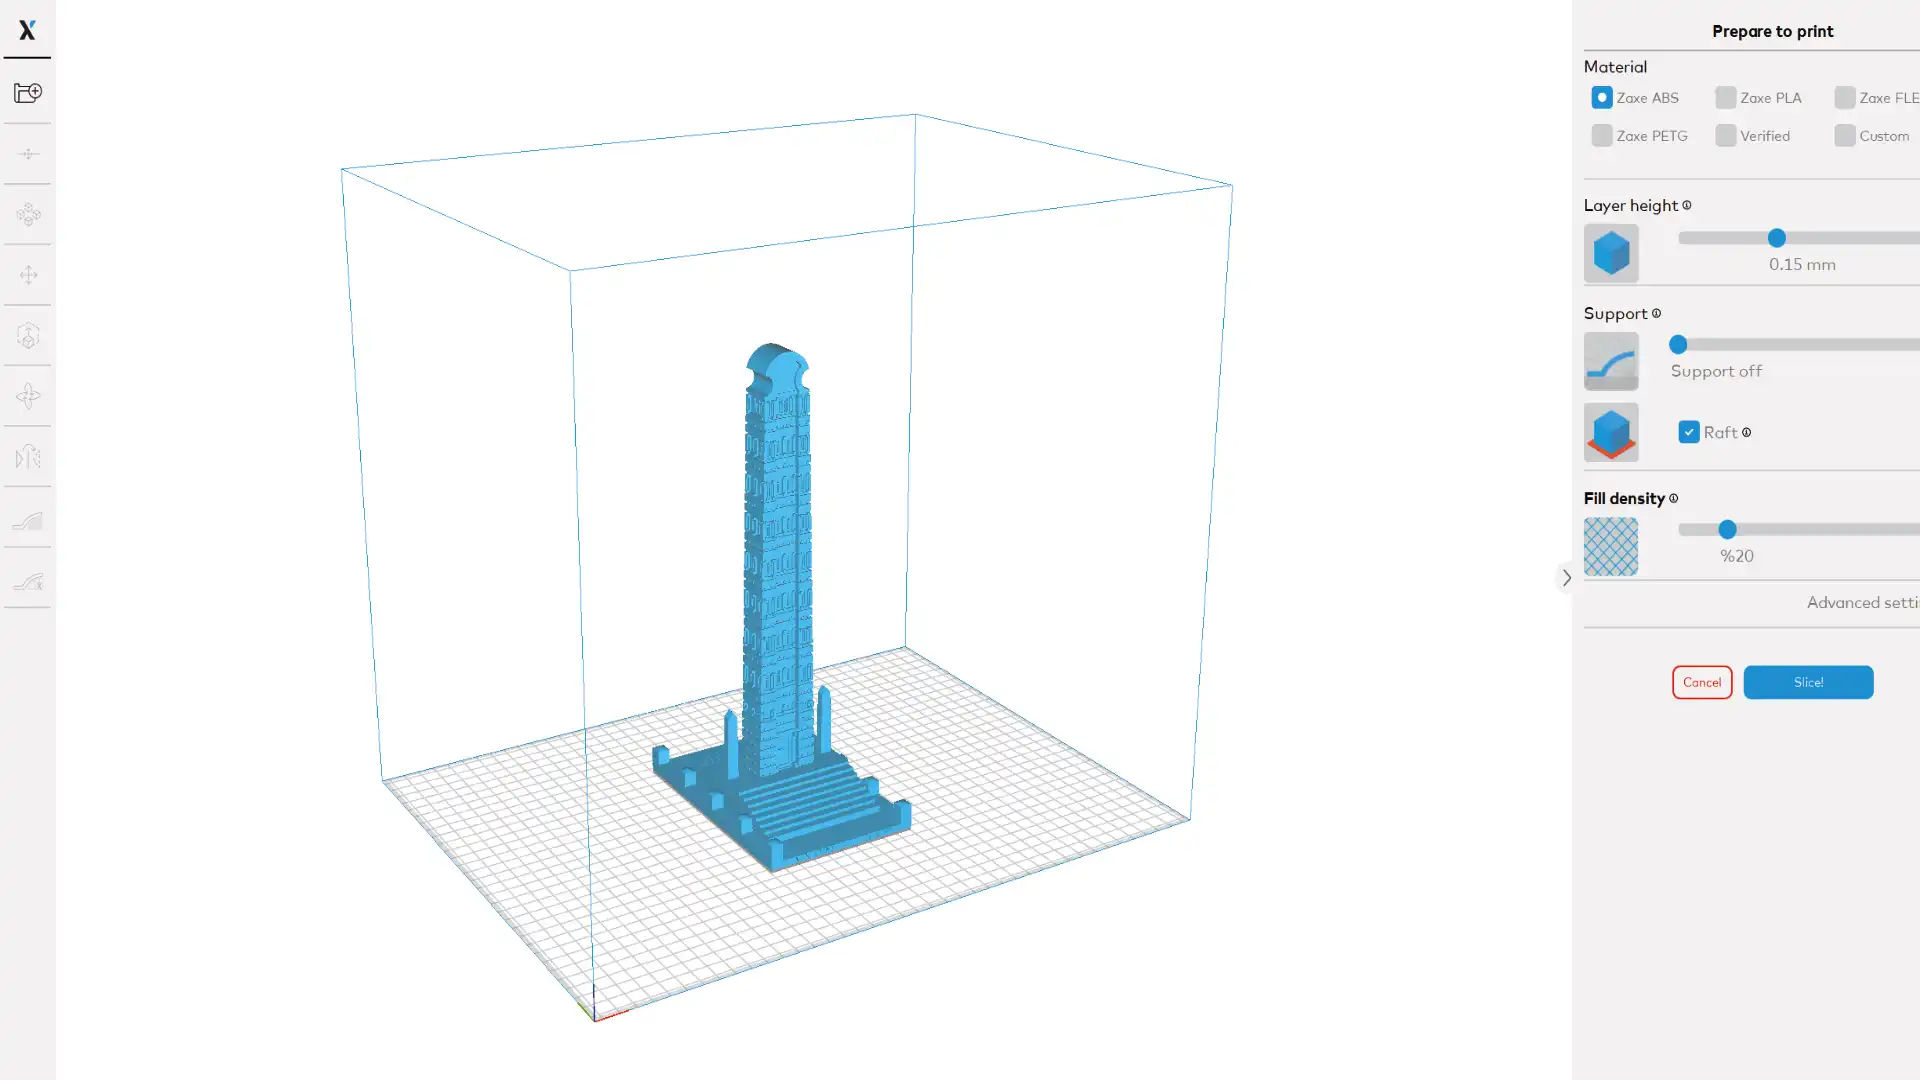 Prepare to print
Material
Zaxe ABS
Zaxe PLA
Zaxe FLE
Zaxe PETG
Verified
Custom
Layer height
0.15 mm
Support
Support off
Raft
Fill density
%20
Advanced setti
Cancel
Slice!